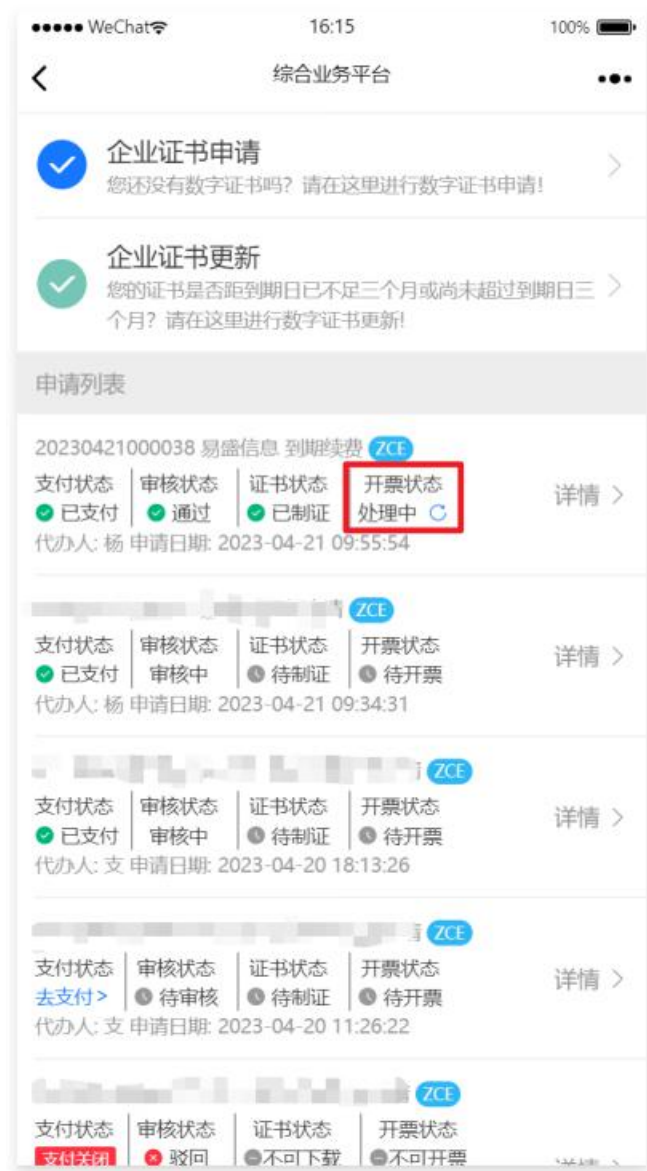 WeChat 16:15 100%
综合业务平台
企业证书申请
您还没有数字证书吗？请在这里进行数字证书申请!
企业证书更新
您的证书是否距到期日已不足三个月或尚未超过到期日三
个月？请在这里进行数字证书更新!
申请列表
20230421000038 易盛信息 到期续费 ZCE
支付状态 审核状态 证书状态 开票状态
已支付 通过 已制证 处理中 详情 >
代办人: 杨 申请日期: 2023-04-21 09:55:54
ZCE
支付状态 审核状态 证书状态 开票状态
已支付 审核中 待制证 待开票 详情 >
代办人: 杨 申请日期: 2023-04-21 09:34:31
ZCE
支付状态 审核状态 证书状态 开票状态
已支付 审核中 待制证 待开票 详情 >
代办人: 支 申请日期: 2023-04-20 18:13:26
ZCE
支付状态 审核状态 证书状态 开票状态
去支付> 待审核 待制证 待开票 详情 >
代办人: 支 申请日期: 2023-04-20 11:26:22
ZCE
支付状态 审核状态 证书状态 开票状态
支付关闭 驳回 不可下载 不可开票